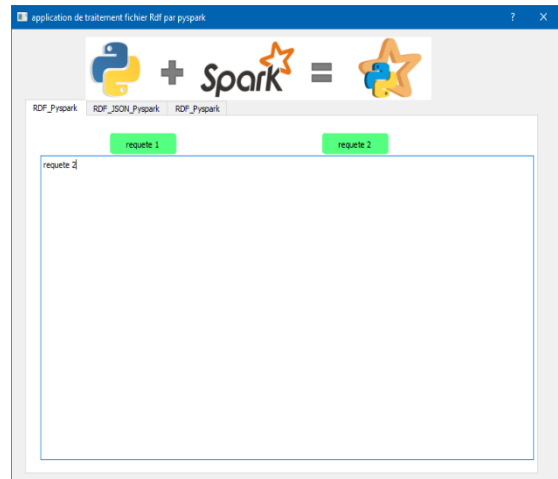 application de traitement fichier Rdf par pyspark ? X
+ Spark =
RDF_Pyspark RDF_JSON_Pyspark RDF_Pyspark
requete 1 requete 2
requete 2